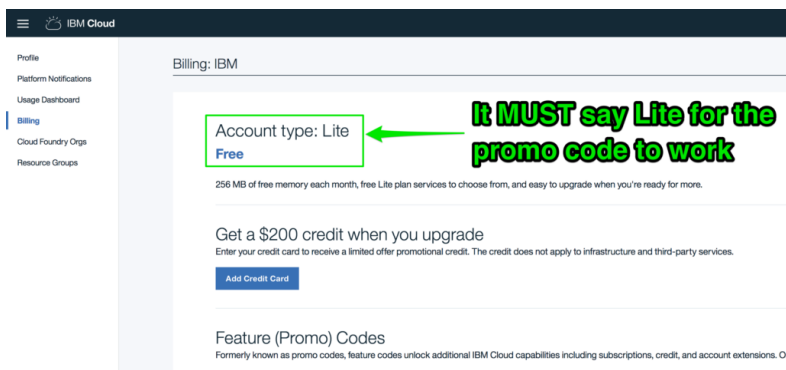 IBM Cloud
Profile
Platform Notifications
Usage Dashboard
Billing
Cloud Foundry Orgs
Resource Groups
Billing: IBM
Account type: Lite
Free
It MUST say Lite for the
promo code to work
256 MB of free memory each month, free Lite plan services to choose from, and easy to upgrade when you're ready for more.
Get a $200 credit when you upgrade
Enter your credit card to receive a limited offer promotional credit. The credit does not apply to infrastructure and third-party services.
Add Credit Card
Feature (Promo) Codes
Formerly known as promo codes, feature codes unlock additional IBM Cloud capabilities including subscriptions, credit, and account extensions. O